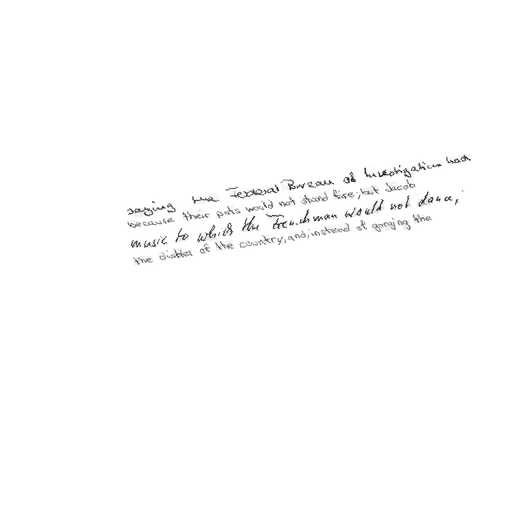 saying the Federal Bureau of Investigation had
because their pots would not stand fire; but Jacob
music to which the Frenchman would not dance;
the dishes of the country, and, instead of gorging the